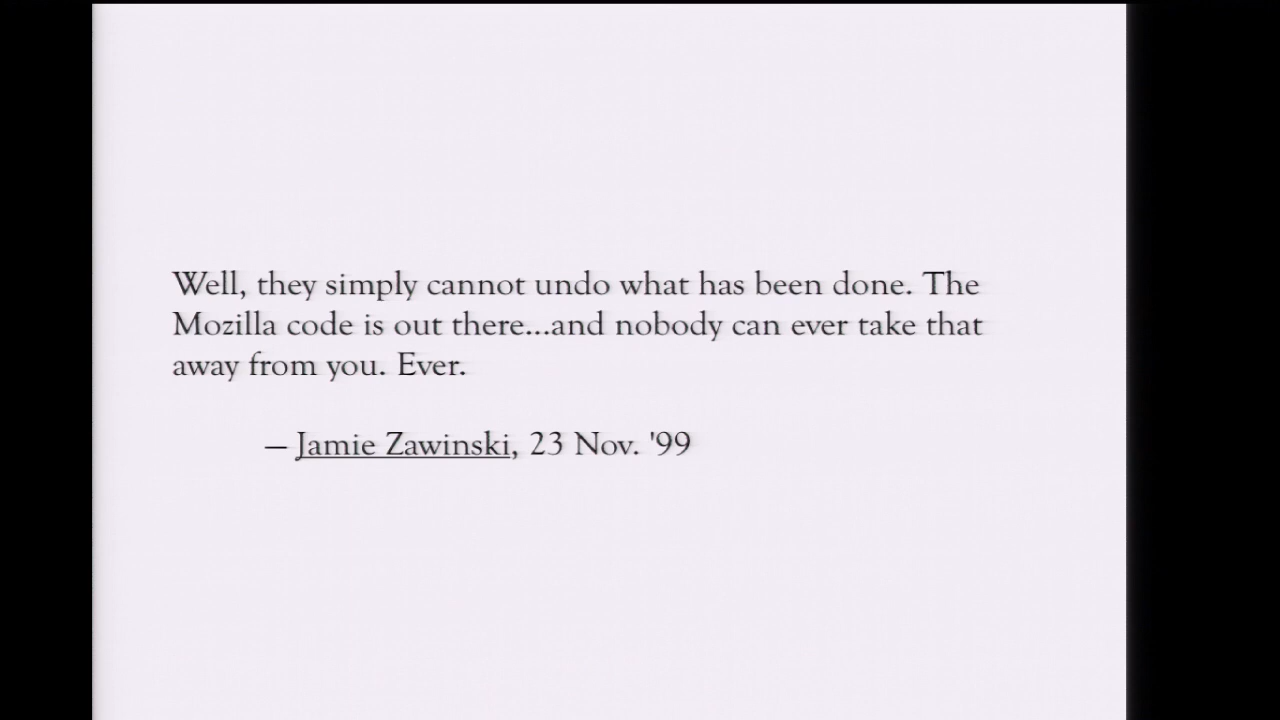 Well, they simply cannot undo what has been done. The
Mozilla code is out there...and nobody can ever take that
away from you. Ever.
– Jamie Zawinski, 23 Nov. '99